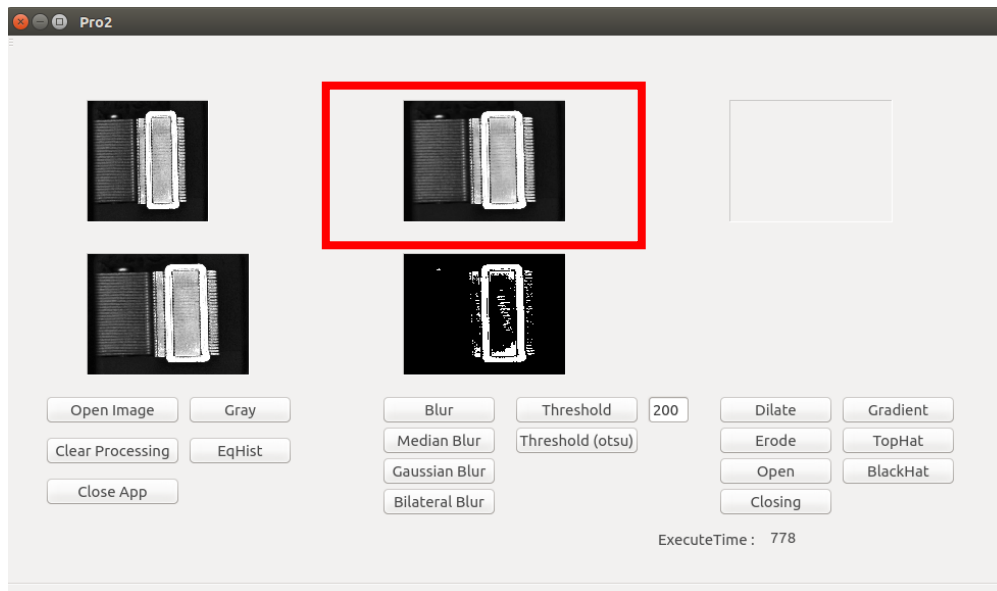 Pro2
Open Image
Gray
Blur
Threshold
200
Dilate
Gradient
Clear Processing
EqHist
Median Blur
Threshold (otsu)
Erode
TopHat
Gaussian Blur
Open
BlackHat
Close App
Bilateral Blur
Closing
ExecuteTime : 778